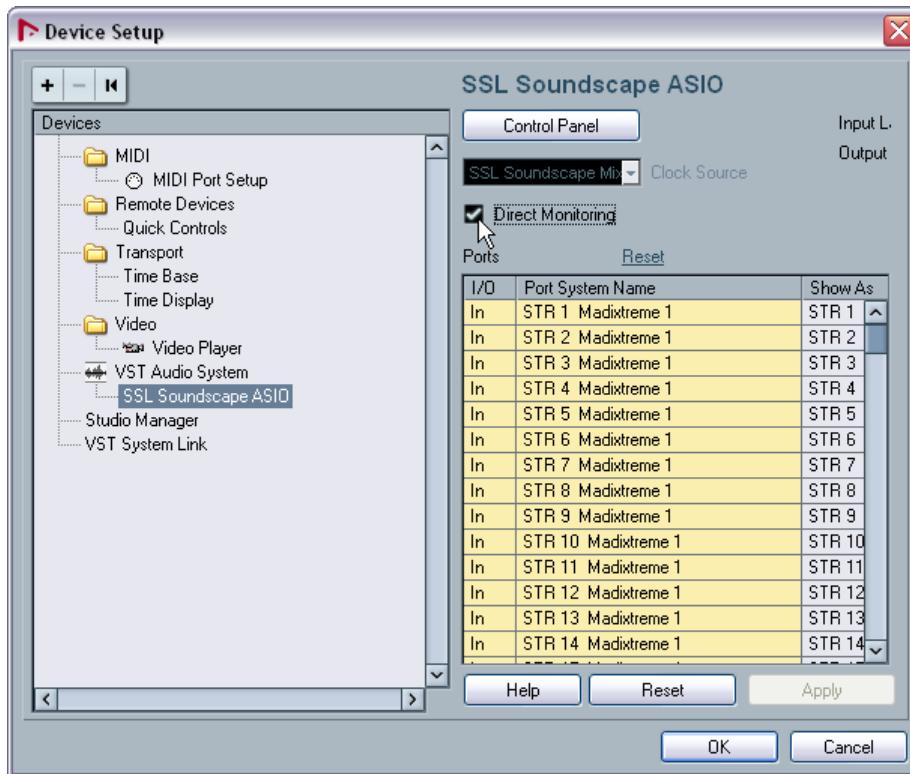 Device Setup
SSL Soundscape ASIO
Devices
Control Panel
Input L
Output
MIDI
MIDI Port Setup
Remote Devices
Quick Controls
Transport
Time Base
Time Display
Video
Video Player
VST Audio System
SSL Soundscape ASIO
Studio Manager
VST System Link
SSL Soundscape Mix Clock Source
Direct Monitoring
Ports Reset
I/O Port System Name Show As
In STR 1 Madixtreme 1 STR 1
In STR 2 Madixtreme 1 STR 2
In STR 3 Madixtreme 1 STR 3
In STR 4 Madixtreme 1 STR 4
In STR 5 Madixtreme 1 STR 5
In STR 6 Madixtreme 1 STR 6
In STR 7 Madixtreme 1 STR 7
In STR 8 Madixtreme 1 STR 8
In STR 9 Madixtreme 1 STR 9
In STR 10 Madixtreme 1 STR 10
In STR 11 Madixtreme 1 STR 11
In STR 12 Madixtreme 1 STR 12
In STR 13 Madixtreme 1 STR 13
In STR 14 Madixtreme 1 STR 14
Help Reset Apply
OK Cancel